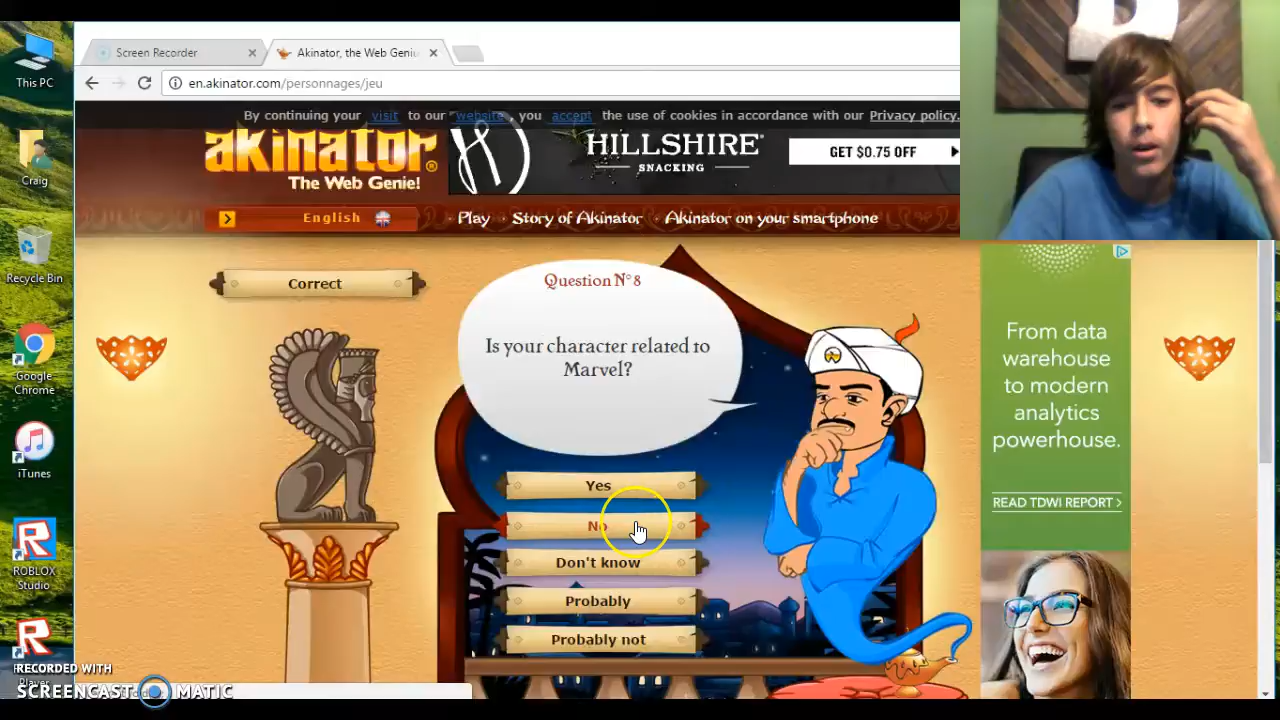 This PC
Craig
Recycle Bin
Google
Chrome
iTunes
ROBLOX
Studio
RECORDED WITH
SCREENCAST MATIC
Screen Recorder
Akinator, the Web Geni
en.akinator.com/personnages/jeu
By continuing your visit to our website, you accept the use of cookies in accordance with our Privacy policy.
akinator®
The Web Genie!
HILLSHIRE®
SNACKING
GET $0.75 OFF
English
Play
Story of Akinator
Akinator on your smartphone
Correct
Question N°8
Is your character related to
Marvel?
Yes
No
Don't know
Probably
Probably not
From data
warehouse
to modern
analytics
powerhouse.
READ TDWI REPORT >